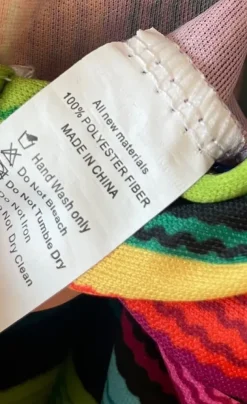 All new materials
100% POLYESTER FIBER
MADE IN CHINA
Hand Wash only
Do Not Bleach
Do Not Tumble Dry
Do Not Iron
Not Dry Clean